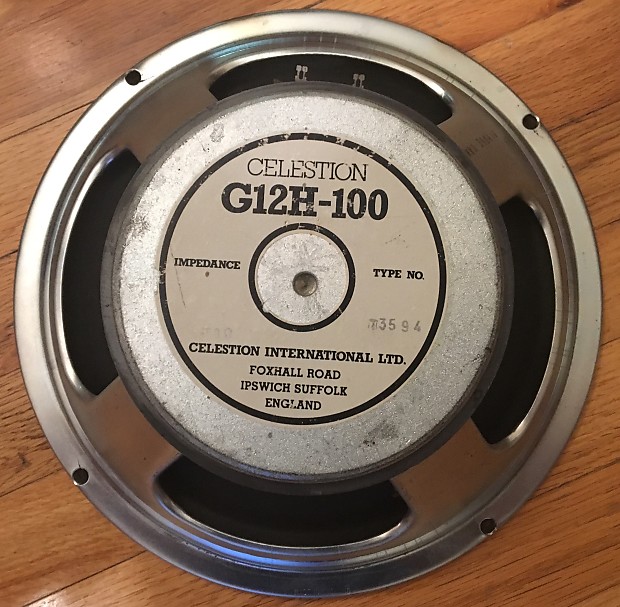 CELESTION
G12H-100
IMPEDANCE
TYPE NO.
T3594
CELESTION INTERNATIONAL LTD.
FOXHALL ROAD
IPSWICH SUFFOLK
ENGLAND